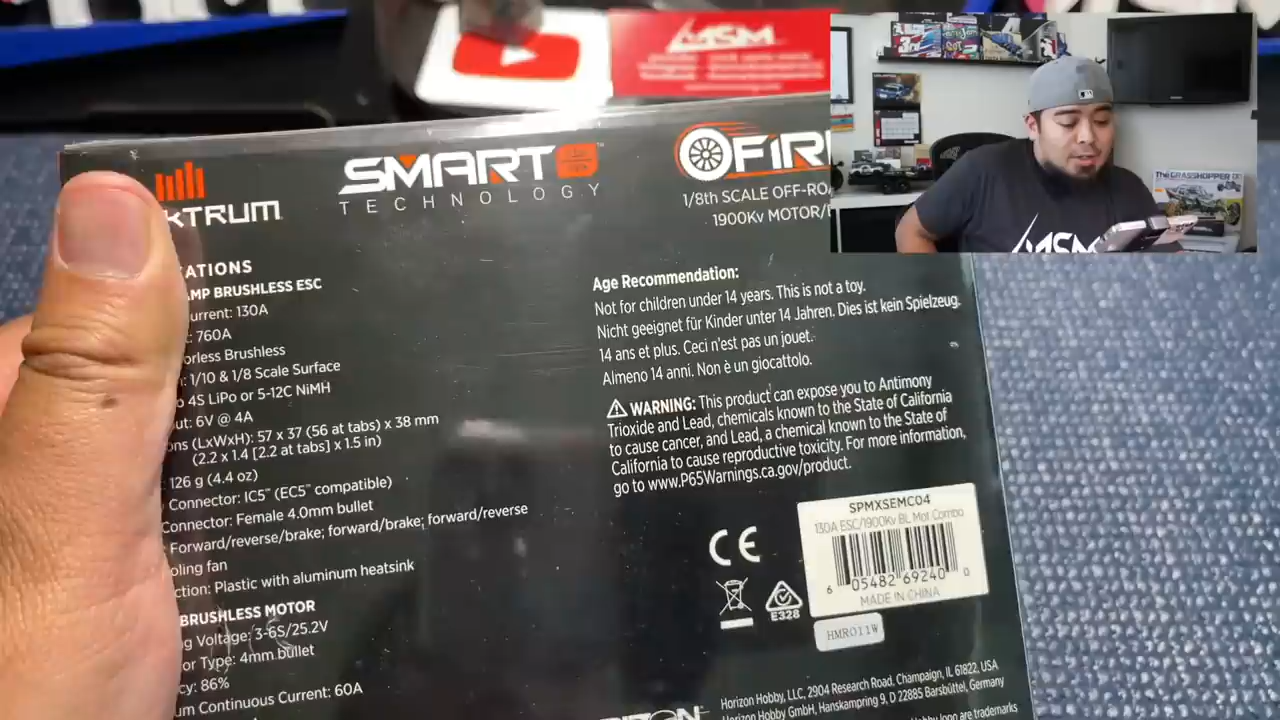 MSM
KTRUM
SMART
TECHNOLOGY
FIR
1/8th SCALE OFF-ROA
1900Kv MOTOR/
ATIONS
AMP BRUSHLESS ESC
urrent: 130A
: 760A
orless Brushless
: 1/10 & 1/8 Scale Surface
o 4S LiPo or 5-12C NiMH
ut: 6V @ 4A
ons (LxWxH): 57 x 37 (56 at tabs) x 38 mm
(2.2 x 1.4 [2.2 at tabs] x 1.5 in)
126 g (4.4 oz)
Connector: IC5™ (EC5™ compatible)
Connector: Female 4.0mm bullet
Forward/reverse/brake; forward/brake; forward/reverse
oling fan
ction: Plastic with aluminum heatsink
BRUSHLESS MOTOR
g Voltage: 3-6S/25.2V
or Type: 4mm bullet
cy: 86%
um Continuous Current: 60A
Age Recommendation:
Not for children under 14 years. This is not a toy.
Nicht geeignet für Kinder unter 14 Jahren. Dies ist kein Spielzeug.
14 ans et plus. Ceci n'est pas un jouet.
Almeno 14 anni. Non è un giocattolo.
WARNING: This product can expose you to Antimony
Trioxide and Lead, chemicals known to the State of California
to cause cancer, and Lead, a chemical known to the State of
California to cause reproductive toxicity. For more information,
go to www.P65Warnings.ca.gov/product.
CE
E328
SPMXSEMC04
130A ESC/1900Kv BL Mot Combo
6 05482 69240 0
MADE IN CHINA
HMRO11W
Horizon Hobby, LLC, 2904 Research Road, Champaign, IL 61822, USA
Horizon Hobby GmbH, Hanskampring 9, D 22885 Barsbüttel, Germany
logo are trademarks
The GRASSHOPPER
MSM